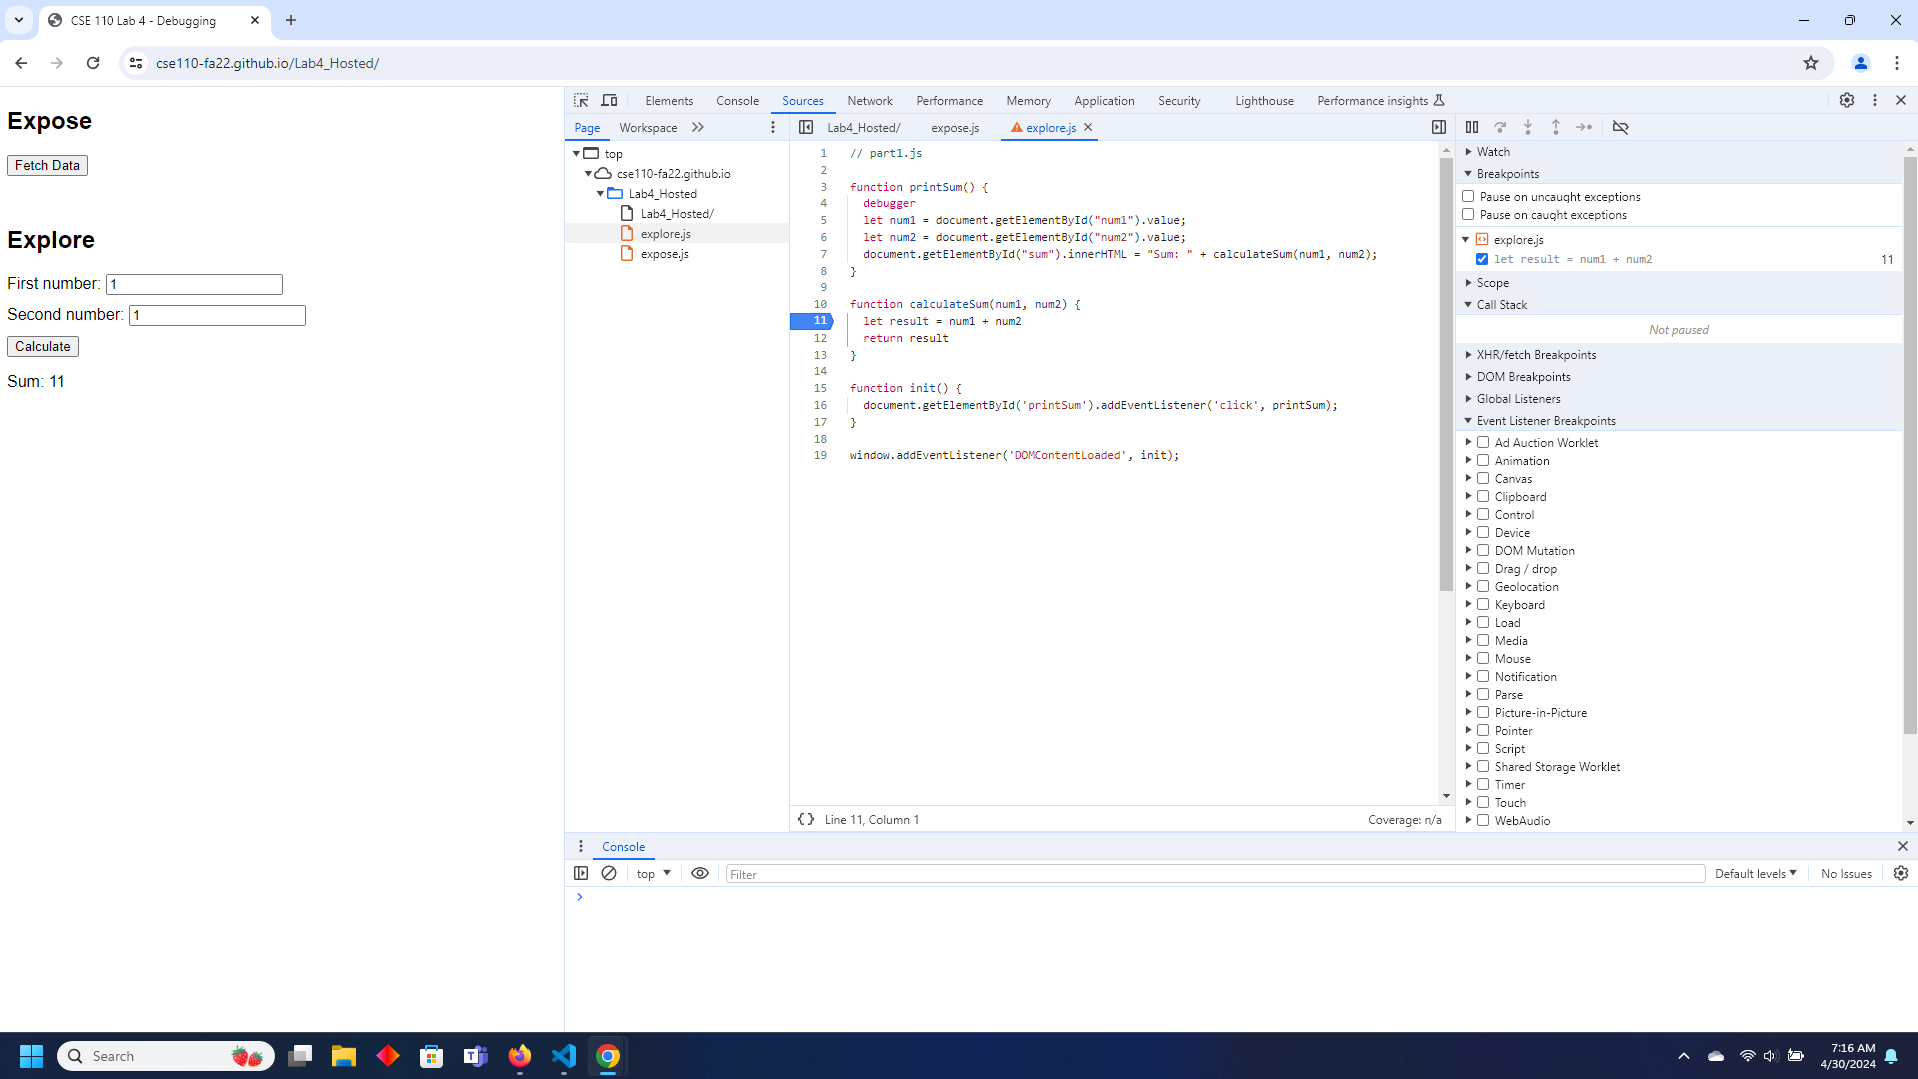 CSE 110 Lab 4 - Debugging
cse110-fa22.github.io/Lab4_Hosted/
Expose
Fetch Data
Explore
First number: 1
Second number: 1
Calculate
Sum: 11
Elements Console Sources Network Performance Memory Application Security Lighthouse Performance insights
Page Workspace
Lab4_Hosted/ expose.js explore.js
top
cse110-fa22.github.io
Lab4_Hosted
Lab4_Hosted/
explore.js
expose.js
1 // part1.js
2
3 function printSum() {
4 debugger
5 let num1 = document.getElementById("num1").value;
6 let num2 = document.getElementById("num2").value;
7 document.getElementById("sum").innerHTML = "Sum: " + calculateSum(num1, num2);
8 }
9
10 function calculateSum(num1, num2) {
11 let result = num1 + num2
12 return result
13 }
14
15 function init() {
16 document.getElementById('printSum').addEventListener('click', printSum);
17 }
18
19 window.addEventListener('DOMContentLoaded', init);
{} Line 11, Column 1 Coverage: n/a
Watch
Breakpoints
Pause on uncaught exceptions
Pause on caught exceptions
explore.js
let result = num1 + num2 11
Scope
Call Stack
Not paused
XHR/fetch Breakpoints
DOM Breakpoints
Global Listeners
Event Listener Breakpoints
Ad Auction Worklet
Animation
Canvas
Clipboard
Control
Device
DOM Mutation
Drag / drop
Geolocation
Keyboard
Load
Media
Mouse
Notification
Parse
Picture-in-Picture
Pointer
Script
Shared Storage Worklet
Timer
Touch
WebAudio
Console
top Filter Default levels No Issues
Search
7:16 AM
4/30/2024